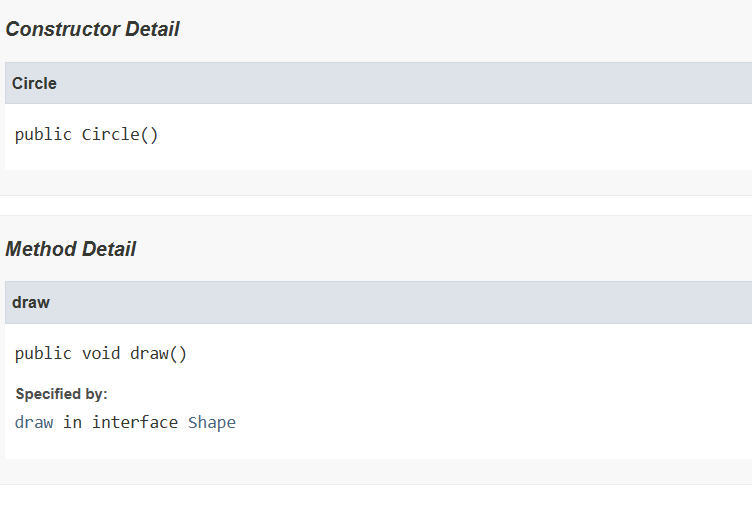 Constructor Detail
Circle
public Circle()
Method Detail
draw
public void draw()
Specified by:
draw in interface Shape